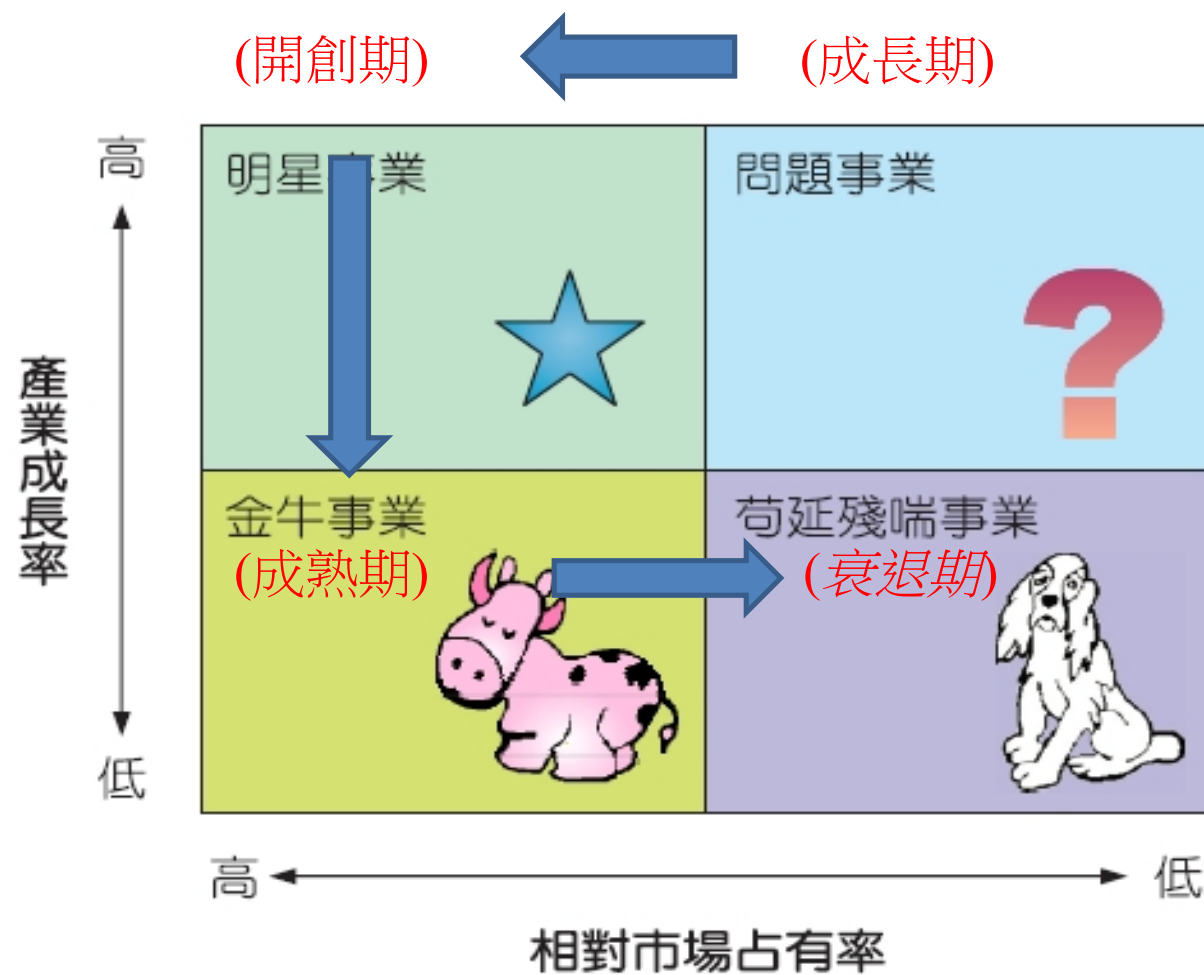 (開創期) (成長期)
高
明星事業
問題事業
?
產業成長率
金牛事業
(成熟期)
苟延殘喘事業
(衰退期)
低
高
低
相對市場占有率